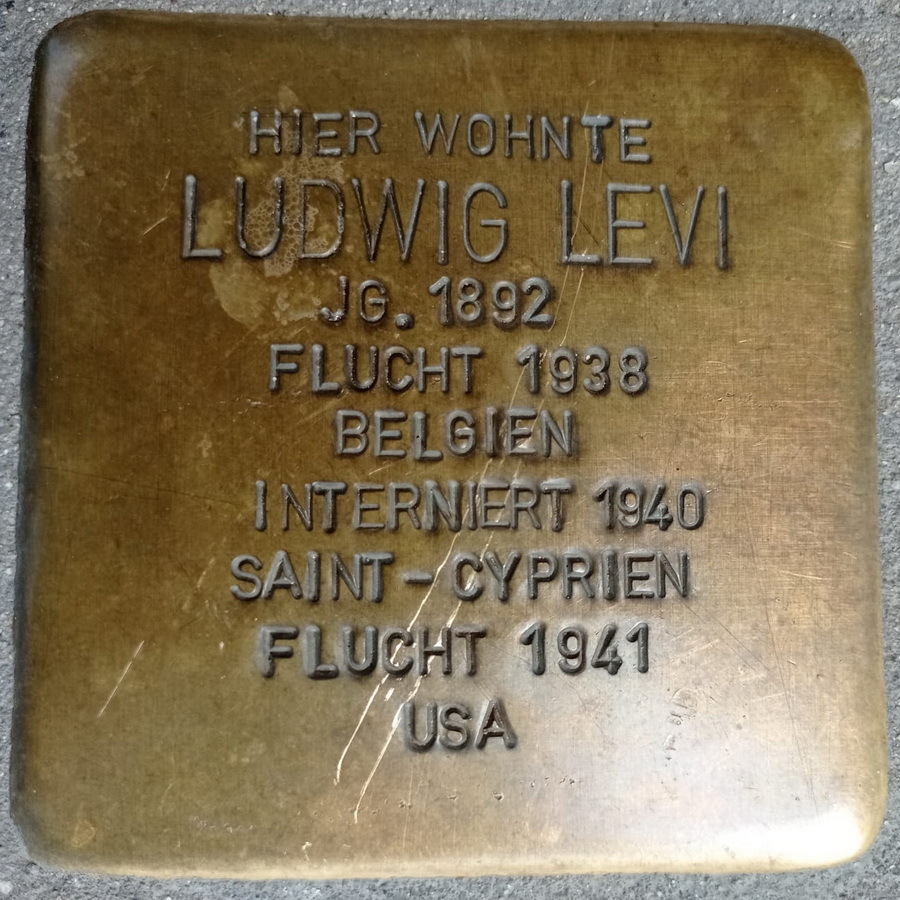 HIER WOHNTE
LUDWIG LEVI
JG. 1892
FLUCHT 1938
BELGIEN
INTERNIERT 1940
SAINT-CYPRIEN
FLUCHT 1941
USA